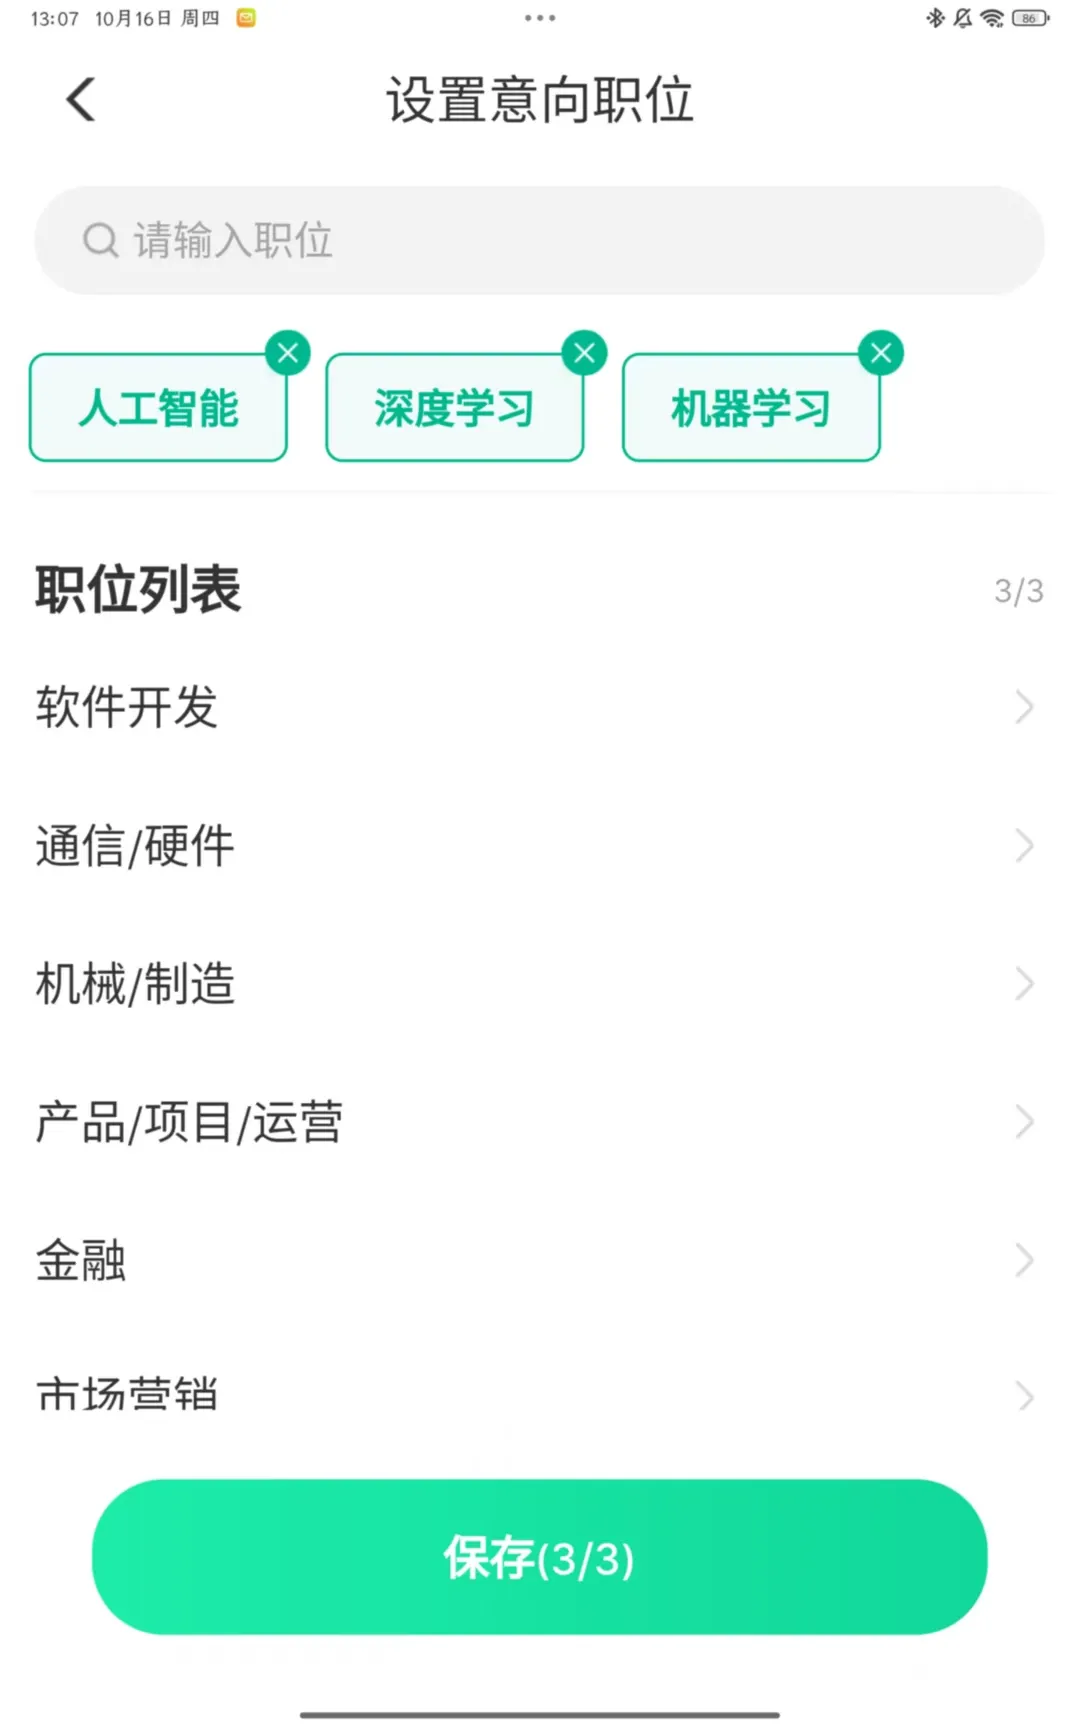 13:07 10月16日 周四
86
设置意向职位
请输入职位
人工智能 深度学习 机器学习
职位列表 3/3
软件开发
通信/硬件
机械/制造
产品/项目/运营
金融
市场营销
保存(3/3)